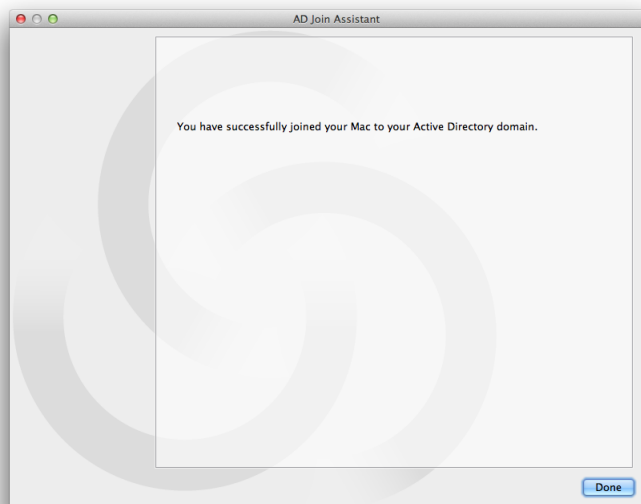 AD Join Assistant
You have successfully joined your Mac to your Active Directory domain.
Done